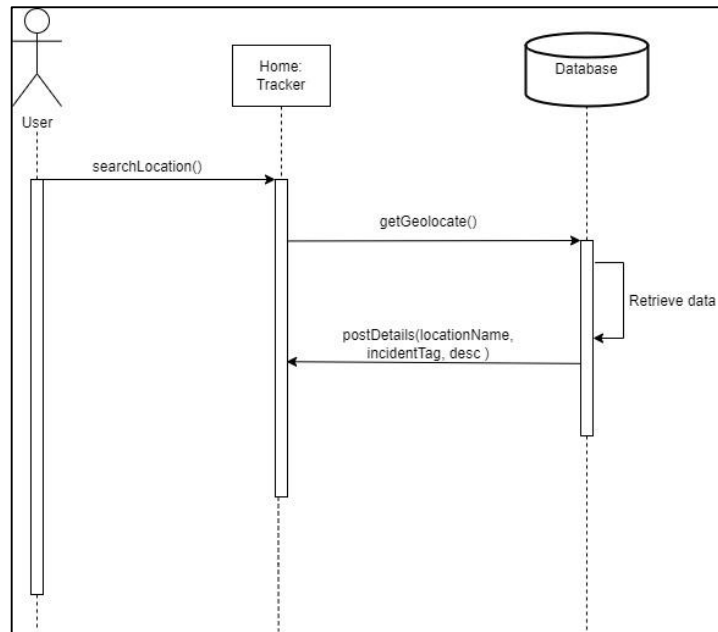 Home:
Tracker
Database
User
searchLocation()
getGeolocate()
Retrieve data
postDetails(locationName,
incidentTag, desc )